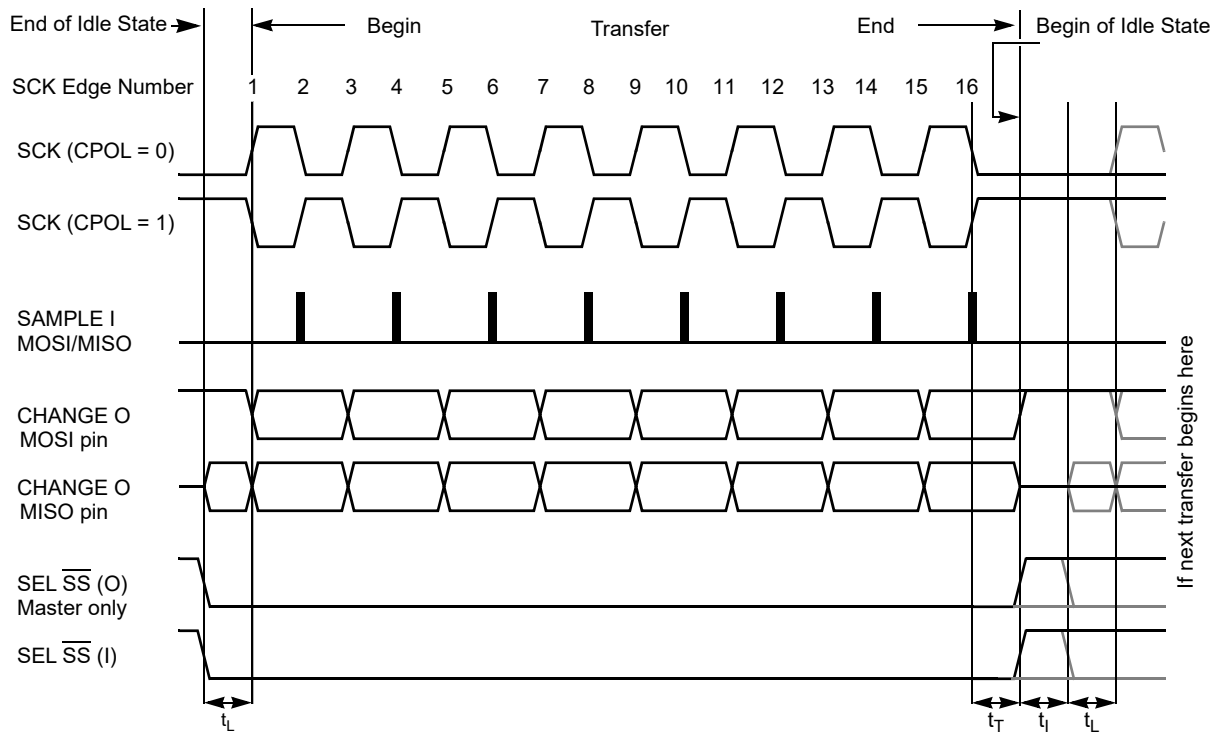 End of Idle State
Begin
Transfer
End
Begin of Idle State
SCK Edge Number
1 2 3 4 5 6 7 8 9 10 11 12 13 14 15 16
SCK (CPOL = 0)
SCK (CPOL = 1)
SAMPLE I
MOSI/MISO
CHANGE O
MOSI pin
CHANGE O
MISO pin
SEL S̅S̅ (O)
Master only
SEL S̅S̅ (I)
tL
tT
tI
tL
If next transfer begins here